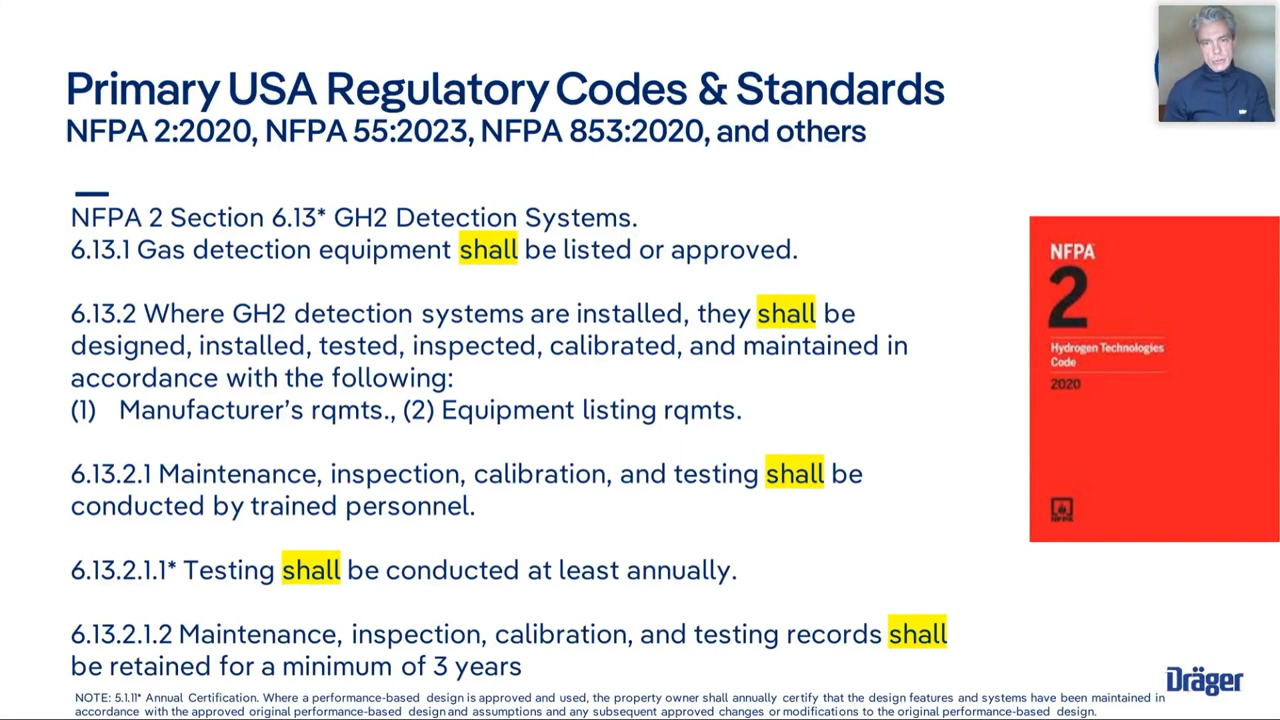 Primary USA Regulatory Codes & Standards
NFPA 2:2020, NFPA 55:2023, NFPA 853:2020, and others
NFPA 2 Section 6.13* GH2 Detection Systems.
6.13.1 Gas detection equipment shall be listed or approved.
6.13.2 Where GH2 detection systems are installed, they shall be
designed, installed, tested, inspected, calibrated, and maintained in
accordance with the following:
(1) Manufacturer's rqmts., (2) Equipment listing rqmts.
6.13.2.1 Maintenance, inspection, calibration, and testing shall be
conducted by trained personnel.
6.13.2.1.1* Testing shall be conducted at least annually.
6.13.2.1.2 Maintenance, inspection, calibration, and testing records shall
be retained for a minimum of 3 years
NOTE: 5.1.11* Annual Certification. Where a performance-based design is approved and used, the property owner shall annually certify that the design features and systems have been maintained in
accordance with the approved original performance-based design and assumptions and any subsequent approved changes or modifications to the original performance-based design.
NFPA
2
Hydrogen Technologies
Code
2020
NFPA
Dräger